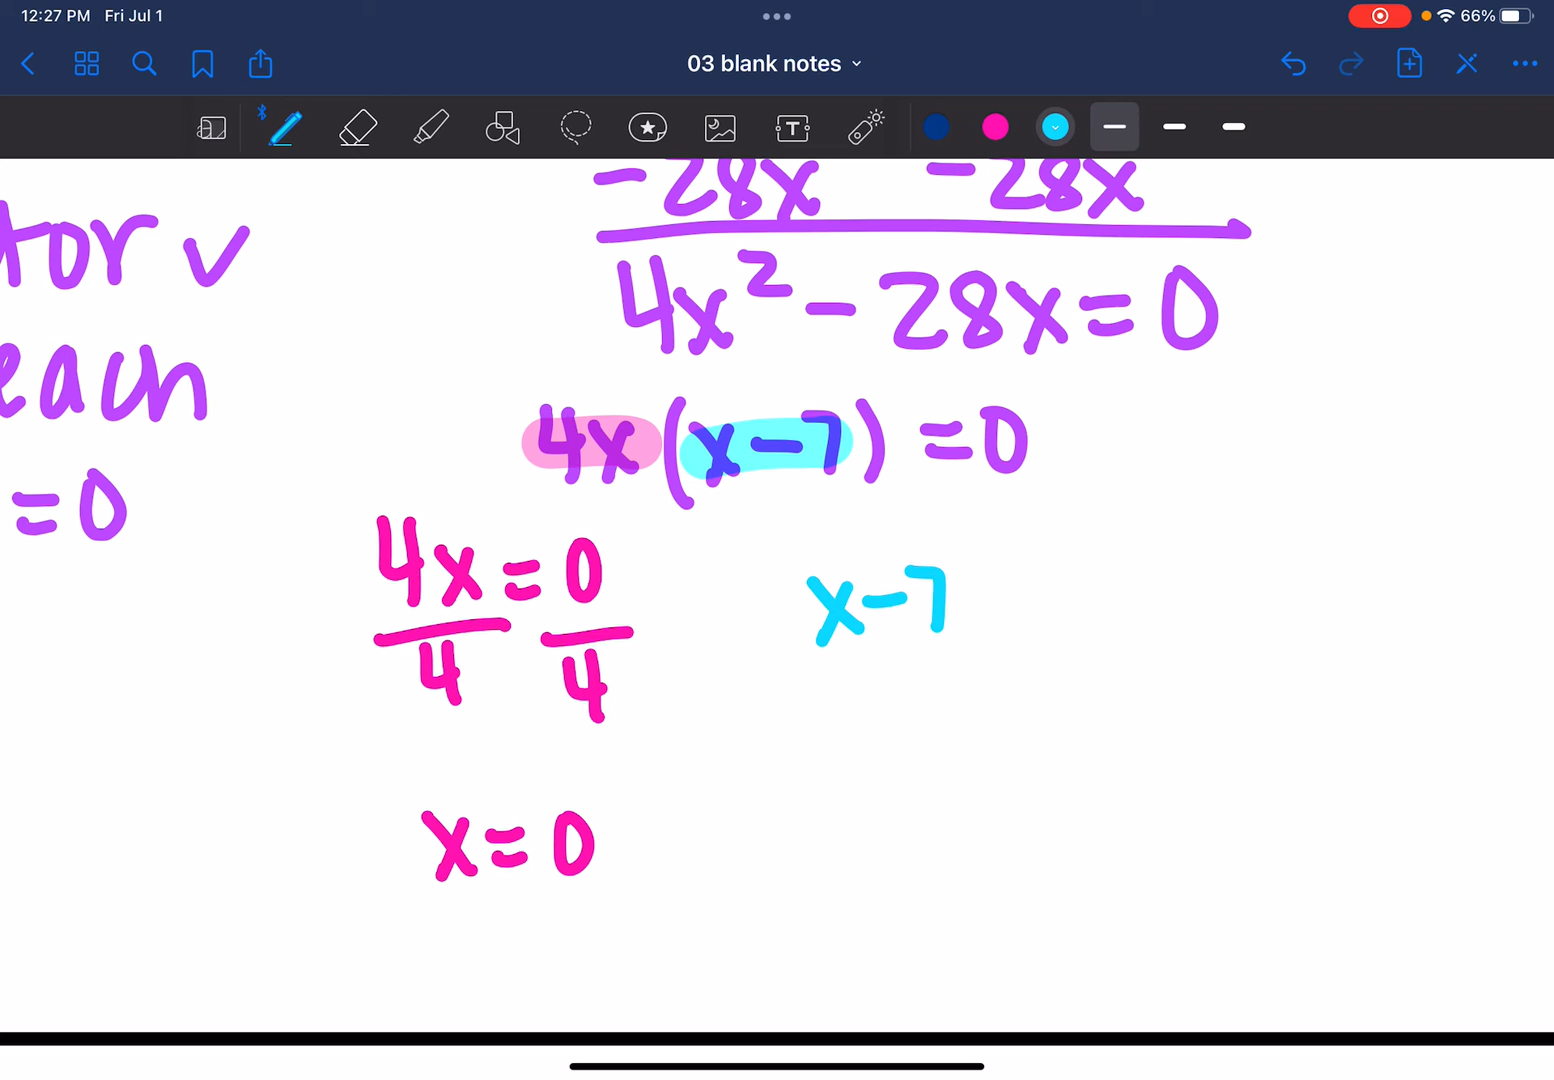 12:27 PM Fri Jul 1
66%
03 blank notes
T
-28x -28x
tor ✓
4x² - 28x = 0
each
4x(x-7) = 0
= 0
4x = 0
4 4
x-7
x = 0